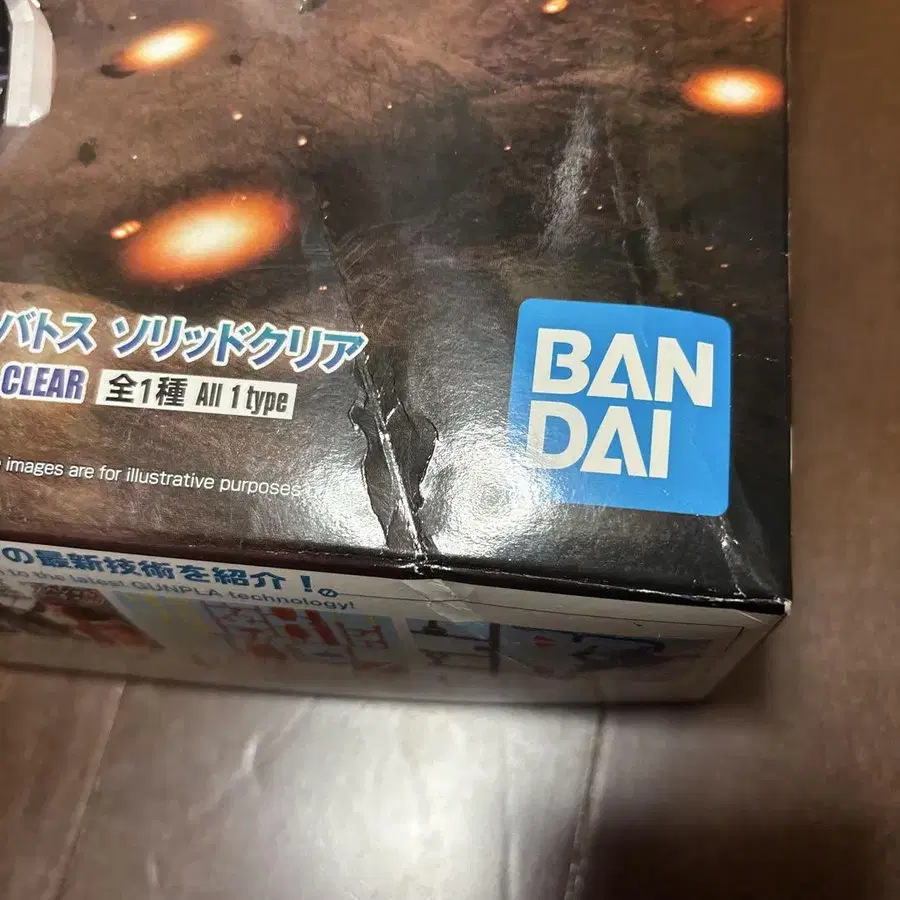 バトス ソリッドクリア
CLEAR 全1種 All 1 type
images are for illustrative purposes
BAN
DAI
の最新技術を紹介!
to the latest GUNPLA technology!